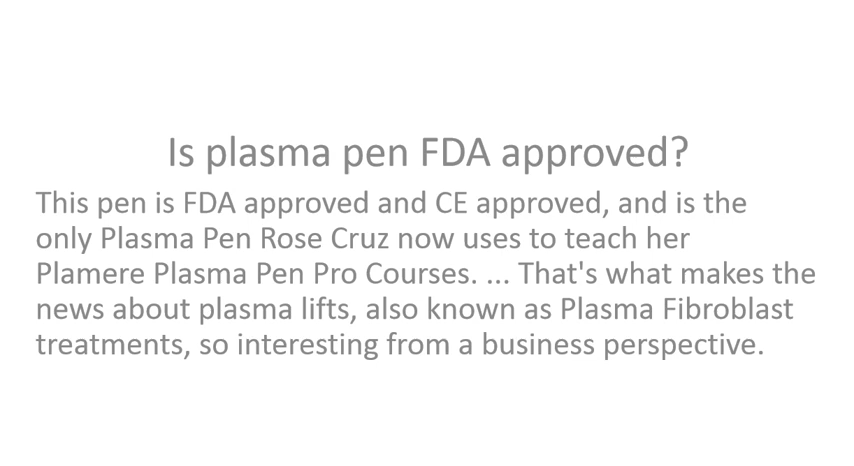 Is plasma pen FDA approved?
This pen is FDA approved and CE approved, and is the
only Plasma Pen Rose Cruz now uses to teach her
Plamere Plasma Pen Pro Courses. ... That's what makes the
news about plasma lifts, also known as Plasma Fibroblast
treatments, so interesting from a business perspective.